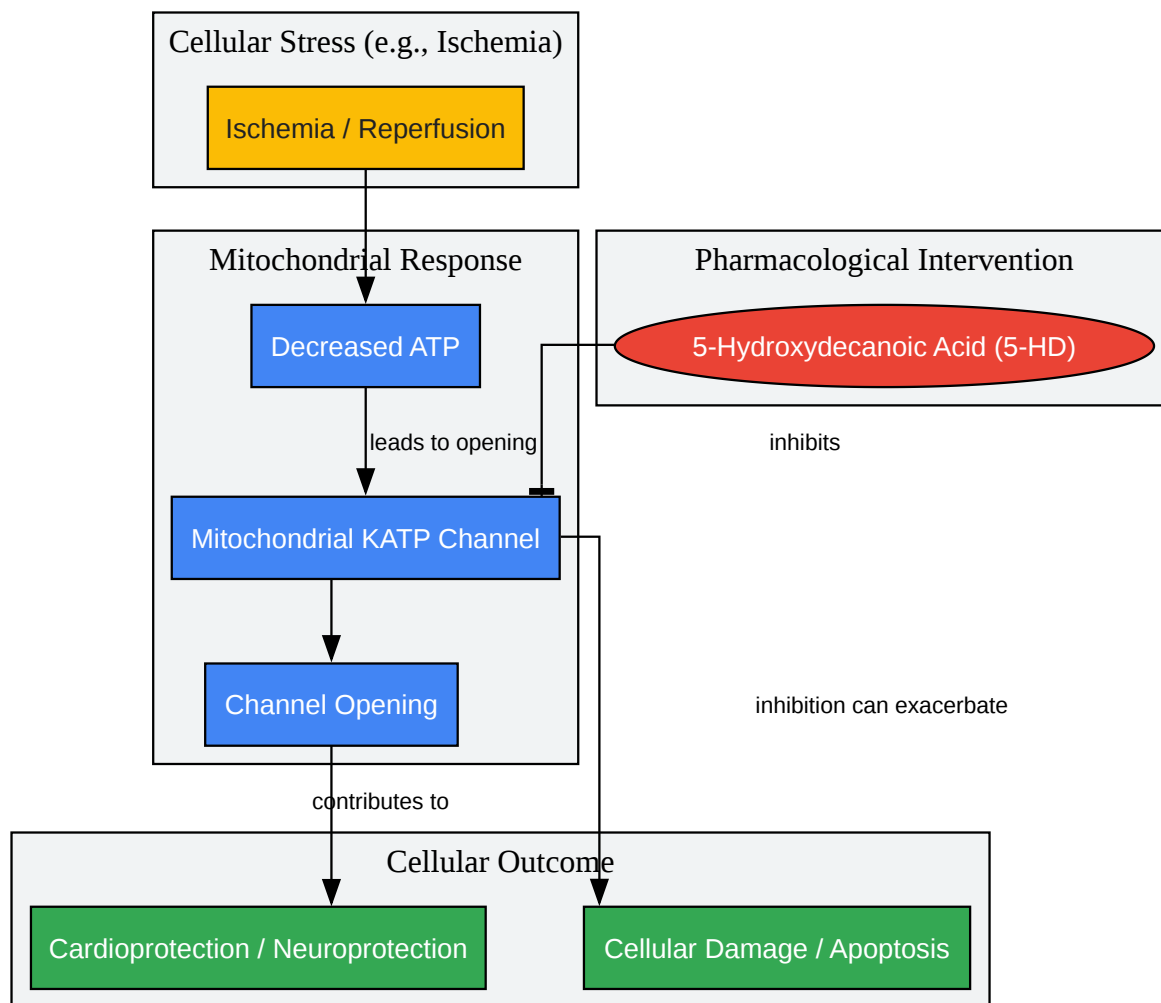 Cellular Stress (e.g., Ischemia)
Ischemia / Reperfusion
Mitochondrial Response
Pharmacological Intervention
Decreased ATP
5-Hydroxydecanoic Acid (5-HD)
leads to opening
inhibits
Mitochondrial KATP Channel
Channel Opening
inhibition can exacerbate
contributes to
Cellular Outcome
Cardioprotection / Neuroprotection
Cellular Damage / Apoptosis